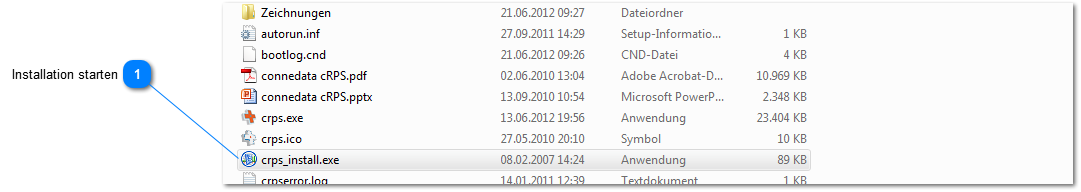 Zeichnungen 21.06.2012 09:27 Dateiordner
autorun.inf 27.09.2011 14:29 Setup-Informatio... 1 KB
bootlog.cnd 21.06.2012 09:26 CND-Datei 4 KB
Installation starten 1
connedata cRPS.pdf 02.06.2010 13:04 Adobe Acrobat-D... 10.969 KB
connedata cRPS.pptx 13.09.2010 10:54 Microsoft PowerP... 2.348 KB
crps.exe 13.06.2012 19:56 Anwendung 23.404 KB
crps.ico 27.05.2010 20:10 Symbol 10 KB
crps_install.exe 08.02.2007 14:24 Anwendung 89 KB
crpserror.log 14.01.2011 12:39 Textdokument 1 KB